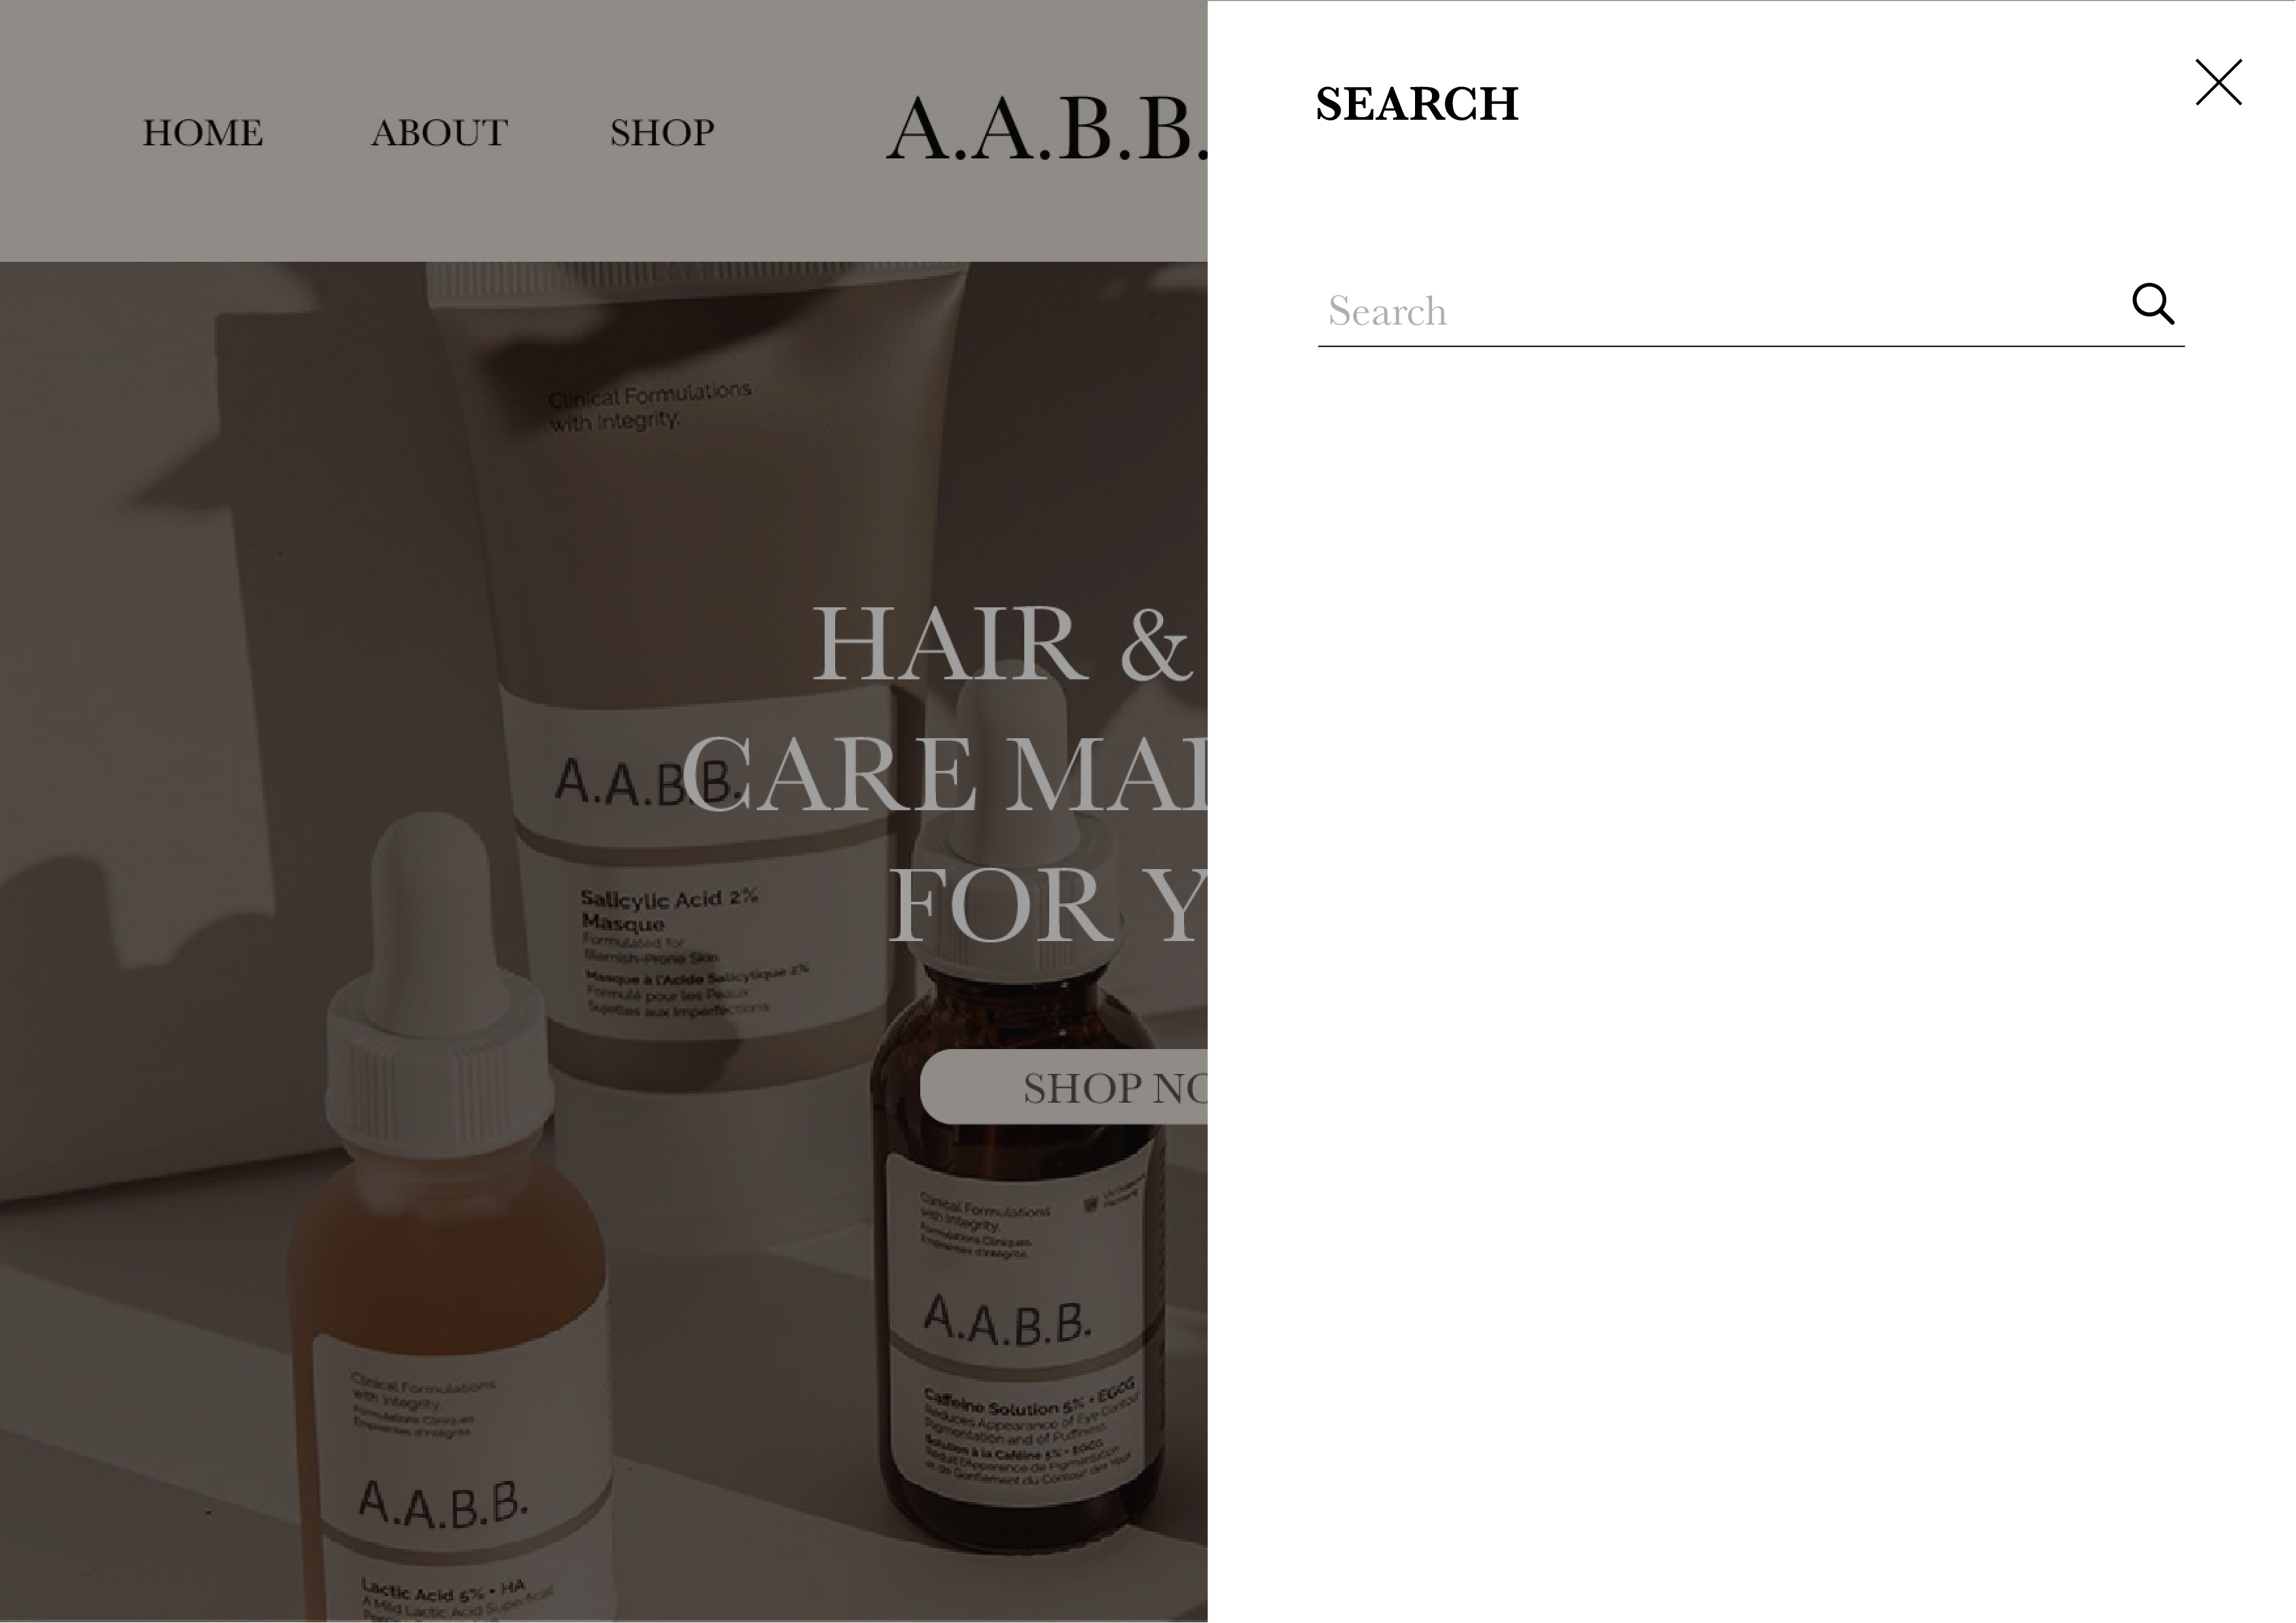 HOME ABOUT SHOP A.A.B.B.
SEARCH
Search
Clinical Formulations
with Integrity.
HAIR &
CARE MAD
FOR Y
SHOP NO
A.A.B.B.
Salicylic Acid 2%
Masque
Formulated for
Blemish-Prone Skin
Masque à l'Acide Salicylique 2%
Formulé pour les Peaux
Sujettes aux Imperfections
Clinical Formulations
with Integrity.
Formulations Cliniques
Empreintes d'Intégrité
A.A.B.B.
Caffeine Solution 5% + EGCG
Reduces Appearance of Eye Contour
Pigmentation and of Puffiness
Solution à la Caféine 5% + EGCG
Réduit l'Apparence de Pigmentation
et de Gonflement du Contour des Yeux
Clinical Formulations
with Integrity
Formulations Cliniques
Empreintes d'Intégrité
A.A.B.B.
Lactic Acid 5% + HA
A Mild Lactic Acid Superficial